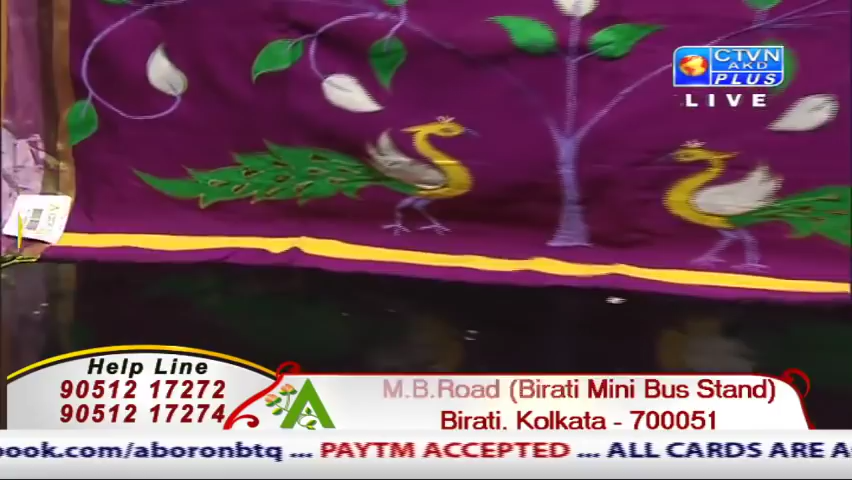 CTVN
AKD
PLUS
LIVE
Help Line
90512 17272
90512 17274
M.B.Road (Birati Mini Bus Stand)
Birati, Kolkata - 700051
book.com/aboronbtq ... PAYTM ACCEPTED ... ALL CARDS ARE A